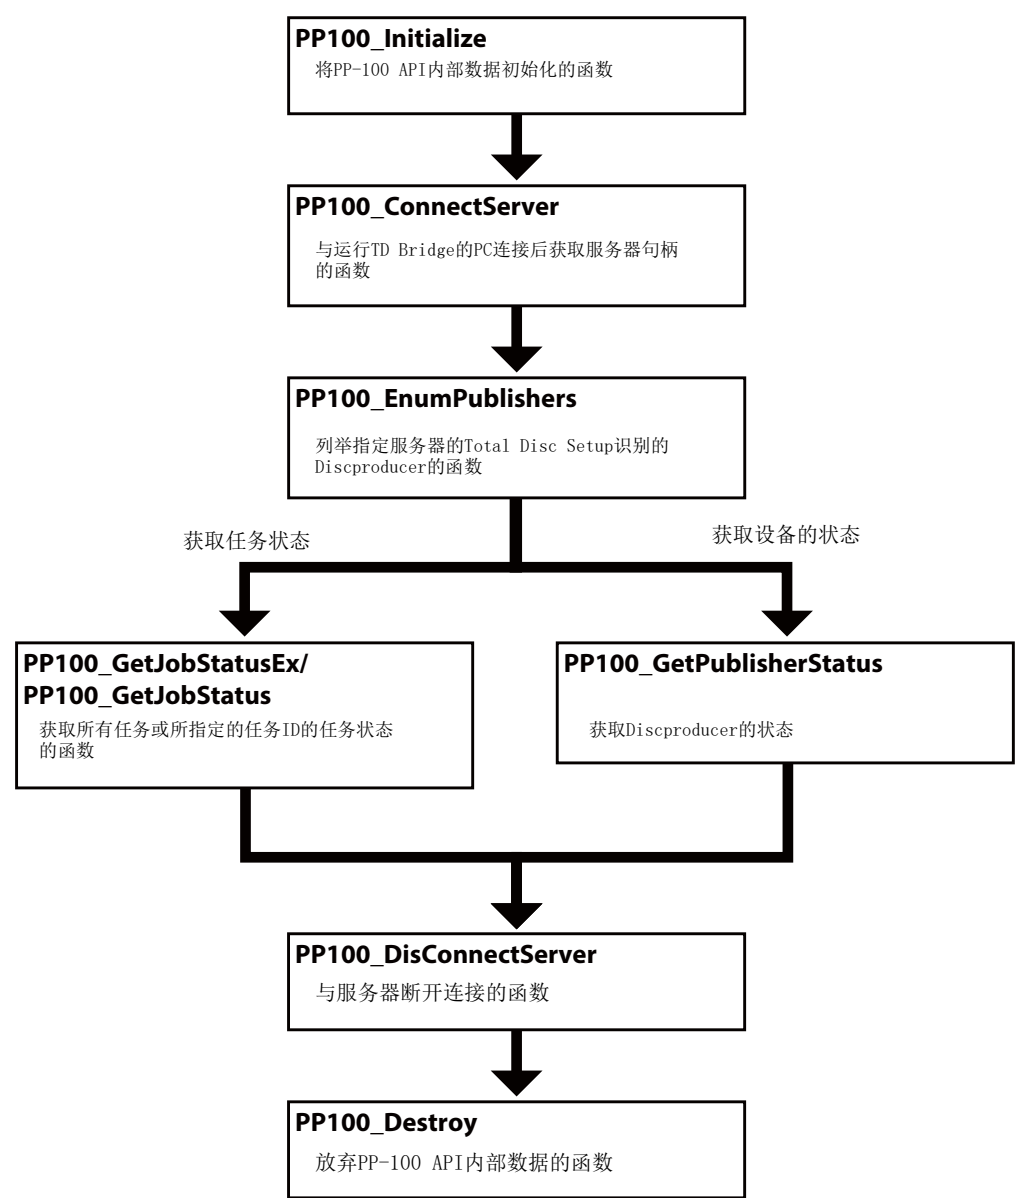 PP100_Initialize
将PP-100 API内部数据初始化的函数
PP100_ConnectServer
与运行TD Bridge的PC连接后获取服务器句柄
的函数
PP100_EnumPublishers
列举指定服务器的Total Disc Setup识别的
Discproducer的函数
获取任务状态
获取设备的状态
PP100_GetJobStatusEx/
PP100_GetJobStatus
获取所有任务或所指定的任务ID的任务状态
的函数
PP100_GetPublisherStatus
获取Discproducer的状态
PP100_DisConnectServer
与服务器断开连接的函数
PP100_Destroy
放弃PP-100 API内部数据的函数